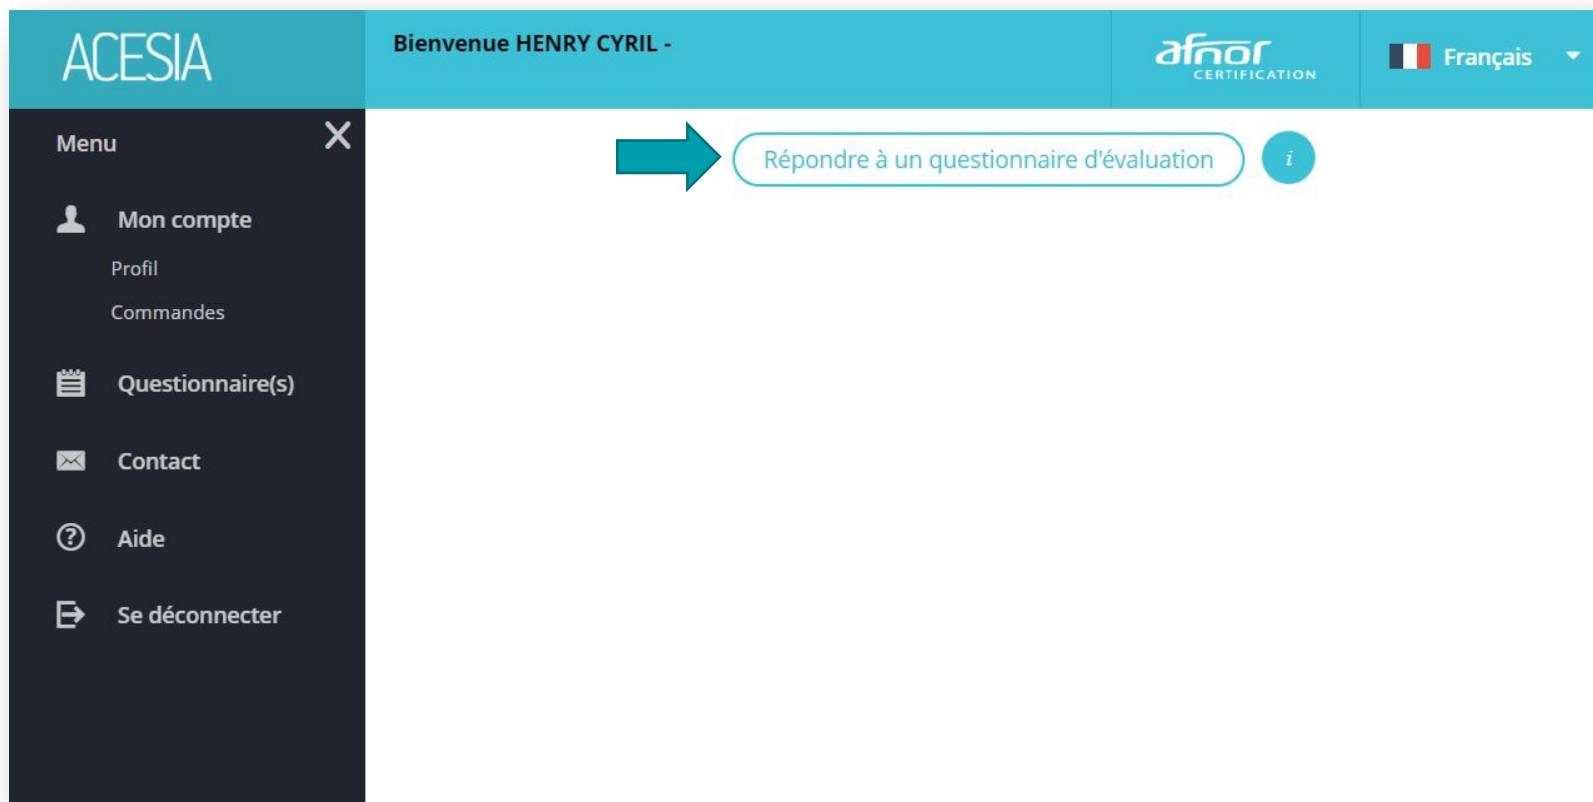 ACESIA
Bienvenue HENRY CYRIL -
afnor
CERTIFICATION
Français
Menu
Répondre à un questionnaire d'évaluation
i
Mon compte
Profil
Commandes
Questionnaire(s)
Contact
Aide
Se déconnecter